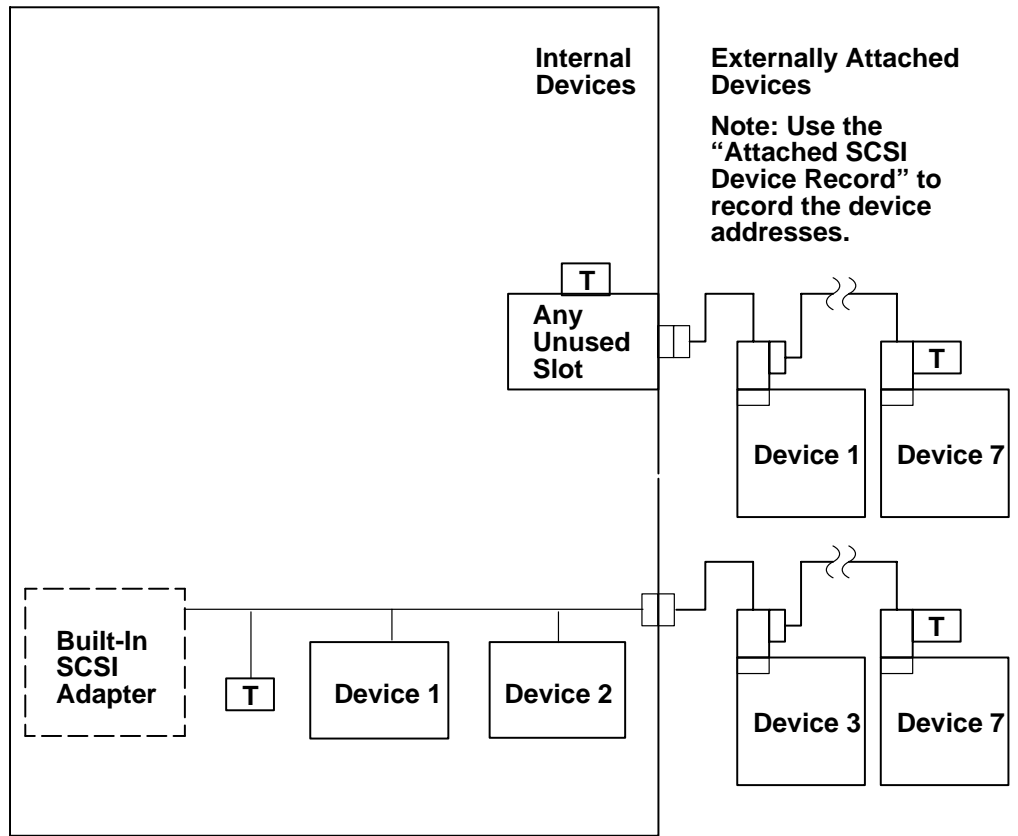 Internal
Devices
Externally Attached
Devices
Note: Use the
“Attached SCSI
Device Record” to
record the device
addresses.
T
Any
Unused
Slot
T
Device 1
Device 7
Built-In
SCSI
Adapter
T
Device 1
Device 2
T
Device 3
Device 7